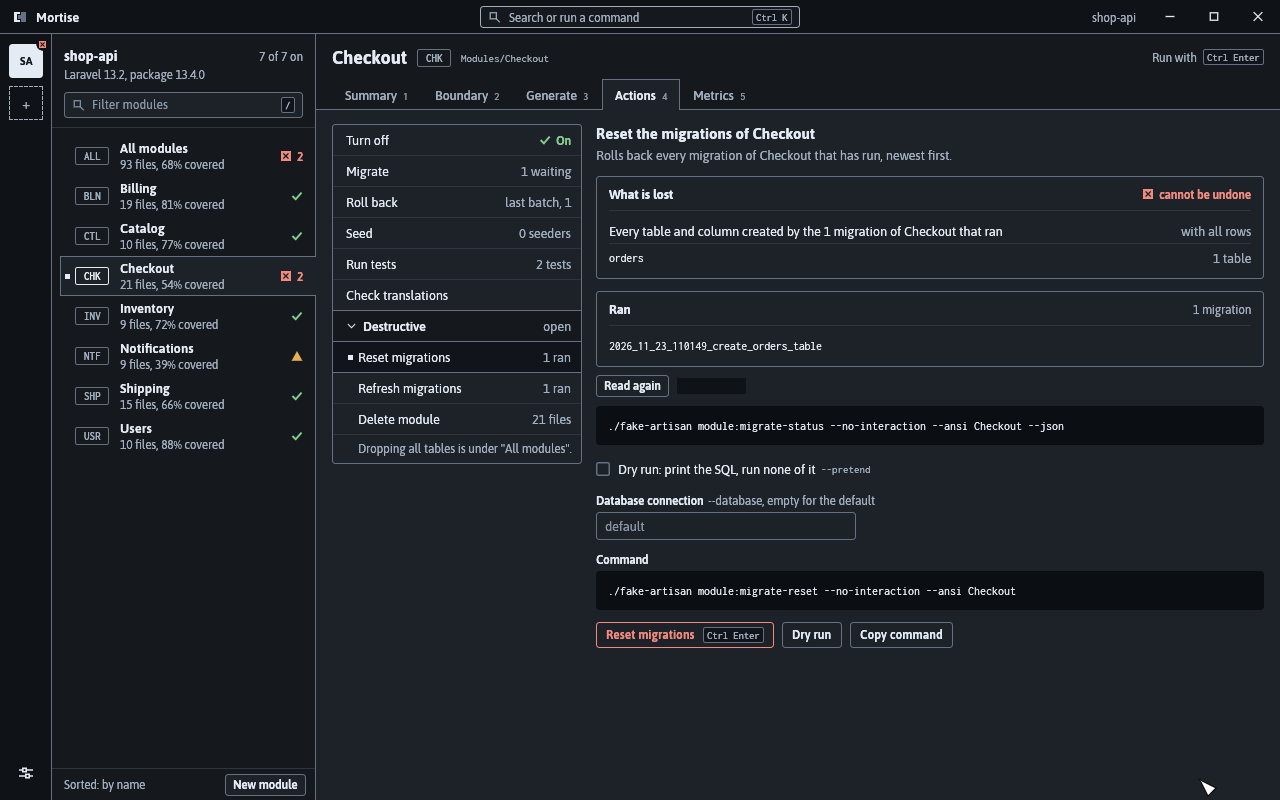 Mortise
Search or run a command Ctrl K
shop-api
SA
+
shop-api 7 of 7 on
Laravel 13.2, package 13.4.0
Filter modules /
ALL All modules 2
93 files, 68% covered
BLN Billing
19 files, 81% covered
CTL Catalog
10 files, 77% covered
CHK Checkout 2
21 files, 54% covered
INV Inventory
9 files, 72% covered
NTF Notifications
9 files, 39% covered
SHP Shipping
15 files, 66% covered
USR Users
10 files, 88% covered
Sorted: by name New module
Checkout CHK Modules/Checkout Run with Ctrl Enter
Summary 1 Boundary 2 Generate 3 Actions 4 Metrics 5
Turn off On
Migrate 1 waiting
Roll back last batch, 1
Seed 0 seeders
Run tests 2 tests
Check translations
Destructive open
Reset migrations 1 ran
Refresh migrations 1 ran
Delete module 21 files
Dropping all tables is under "All modules".
Reset the migrations of Checkout
Rolls back every migration of Checkout that has run, newest first.
What is lost cannot be undone
Every table and column created by the 1 migration of Checkout that ran with all rows
orders 1 table
Ran 1 migration
2026_11_23_110149_create_orders_table
Read again
./fake-artisan module:migrate-status --no-interaction --ansi Checkout --json
Dry run: print the SQL, run none of it --pretend
Database connection --database, empty for the default
default
Command
./fake-artisan module:migrate-reset --no-interaction --ansi Checkout
Reset migrations Ctrl Enter Dry run Copy command